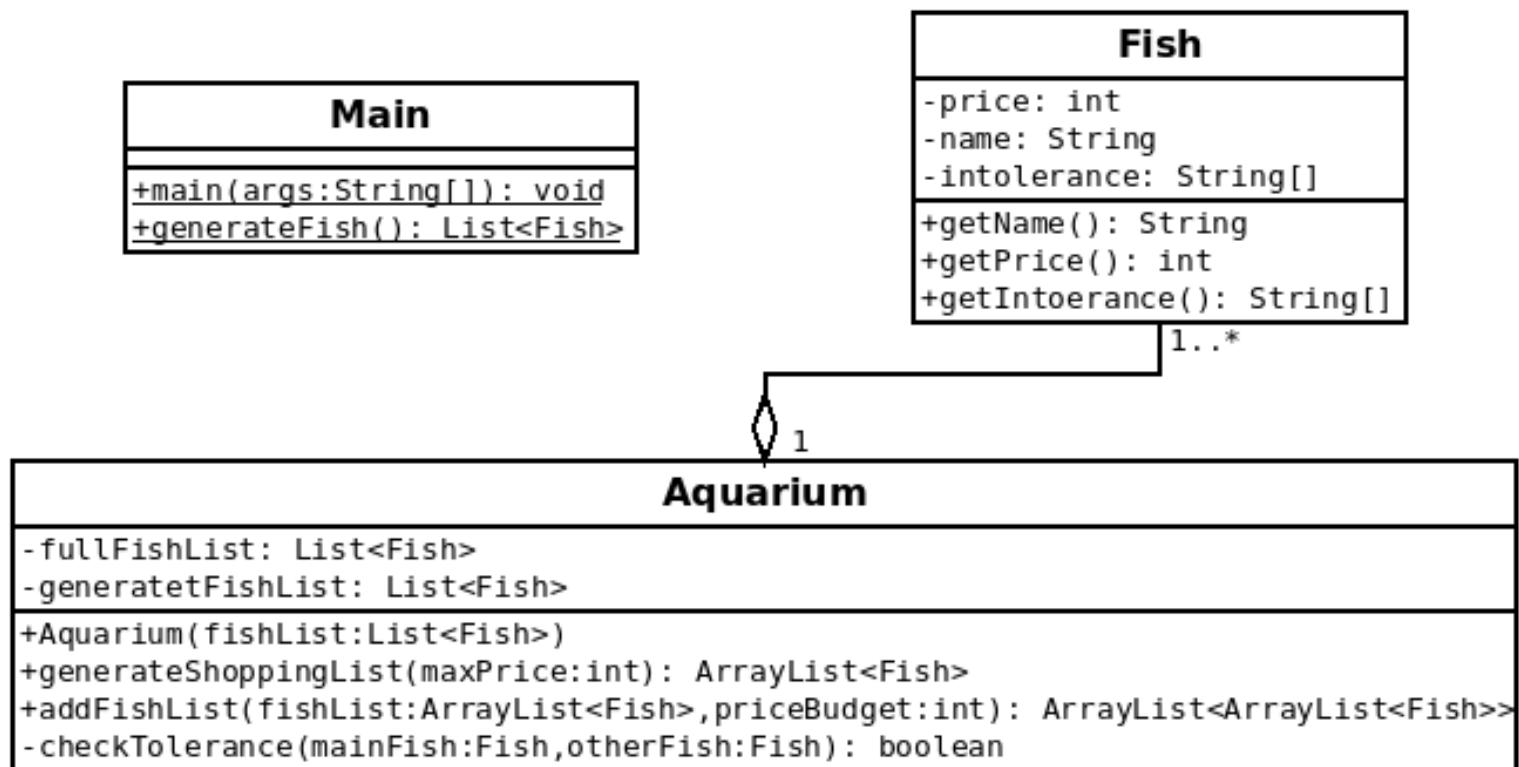 Main
+main(args:String[]): void
+generateFish(): List<Fish>
Fish
-price: int
-name: String
-intolerance: String[]
+getName(): String
+getPrice(): int
+getIntoerance(): String[]
1..*
1
Aquarium
-fullFishList: List<Fish>
-generatetFishList: List<Fish>
+Aquarium(fishList:List<Fish>)
+generateShoppingList(maxPrice:int): ArrayList<Fish>
+addFishList(fishList:ArrayList<Fish>,priceBudget:int): ArrayList<ArrayList<Fish>>
-checkTolerance(mainFish:Fish,otherFish:Fish): boolean